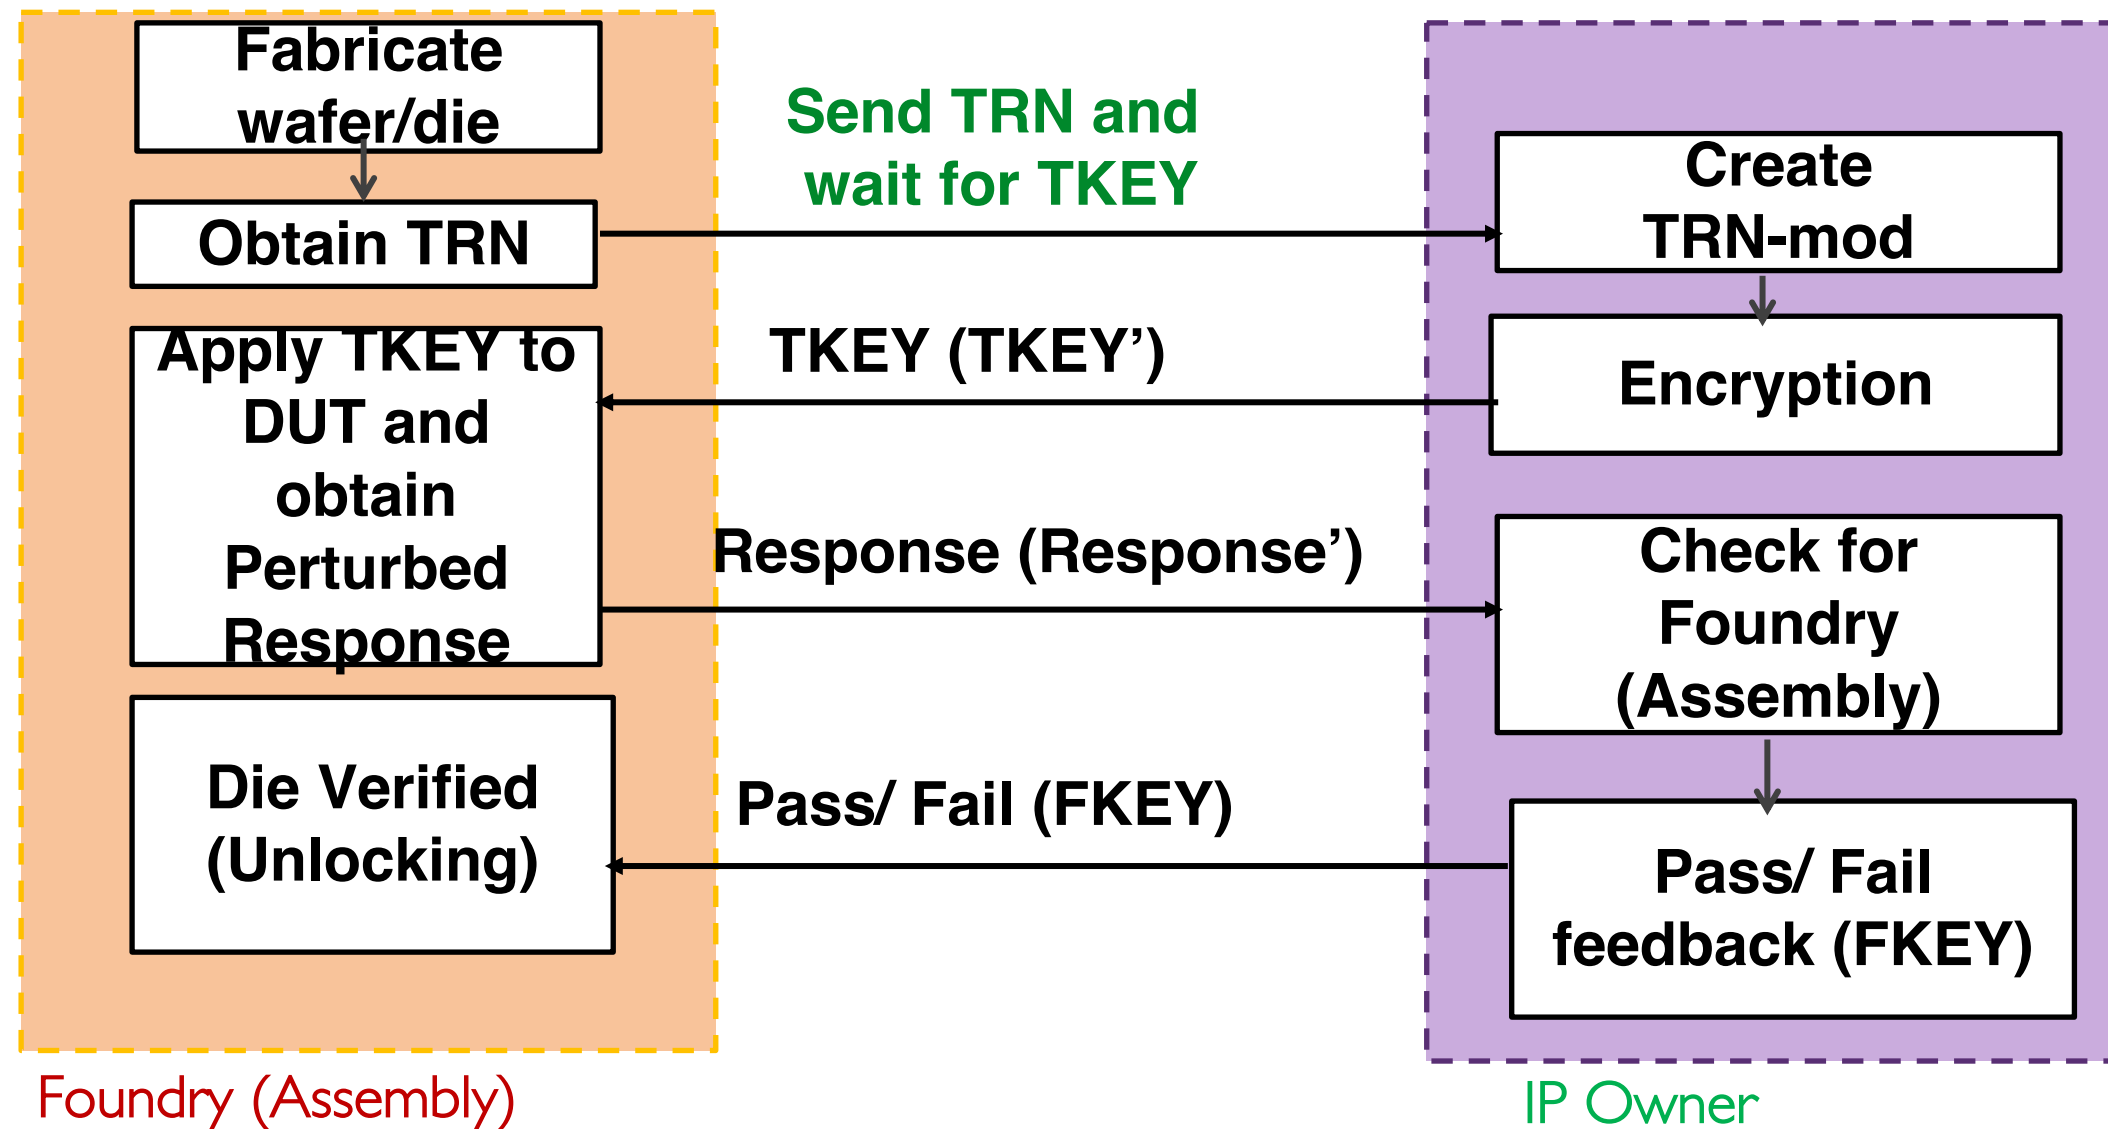 Fabricate
wafer/die
Obtain TRN
Apply TKEY to
DUT and
obtain
Perturbed
Response
Die Verified
(Unlocking)
Send TRN and
wait for TKEY
TKEY (TKEY’)
Response (Response’)
Pass/ Fail (FKEY)
Create
TRN-mod
Encryption
Check for
Foundry
(Assembly)
Pass/ Fail
feedback (FKEY)
Foundry (Assembly)
IP Owner